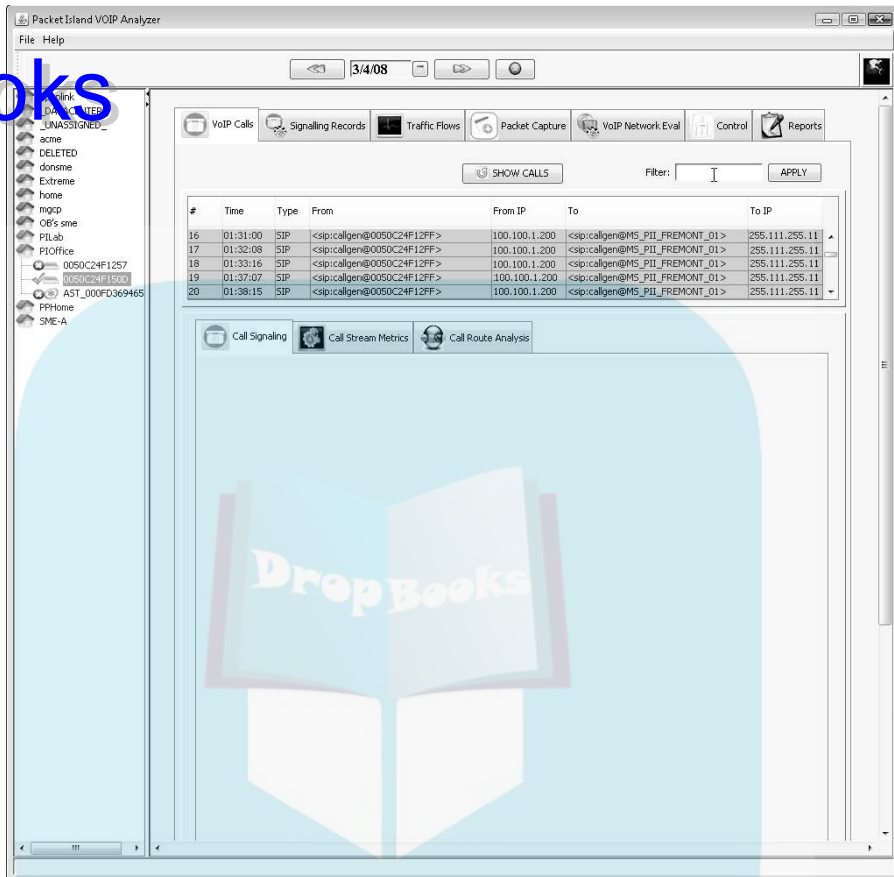 Packet Island VOIP Analyzer
File Help
3/4/08
oks
_DATACENTER_
_UNASSIGNED_
acme
DELETED
donsme
Extreme
home
mgcp
OB's sme
PILab
PIOffice
0050C24F1257
0050C24F150D
AST_000FD369465
PPHome
SME-A
VoIP Calls Signalling Records Traffic Flows Packet Capture VoIP Network Eval Control Reports
SHOW CALLS Filter: APPLY
# Time Type From From IP To To IP
16 01:31:00 SIP <sip:callgen@0050C24F12FF> 100.100.1.200 <sip:callgen@MS_PII_FREMONT_01> 255.111.255.11
17 01:32:08 SIP <sip:callgen@0050C24F12FF> 100.100.1.200 <sip:callgen@MS_PII_FREMONT_01> 255.111.255.11
18 01:33:16 SIP <sip:callgen@0050C24F12FF> 100.100.1.200 <sip:callgen@MS_PII_FREMONT_01> 255.111.255.11
19 01:37:07 SIP <sip:callgen@0050C24F12FF> 100.100.1.200 <sip:callgen@MS_PII_FREMONT_01> 255.111.255.11
20 01:38:15 SIP <sip:callgen@0050C24F12FF> 100.100.1.200 <sip:callgen@MS_PII_FREMONT_01> 255.111.255.11
Call Signaling Call Stream Metrics Call Route Analysis
DropBooks